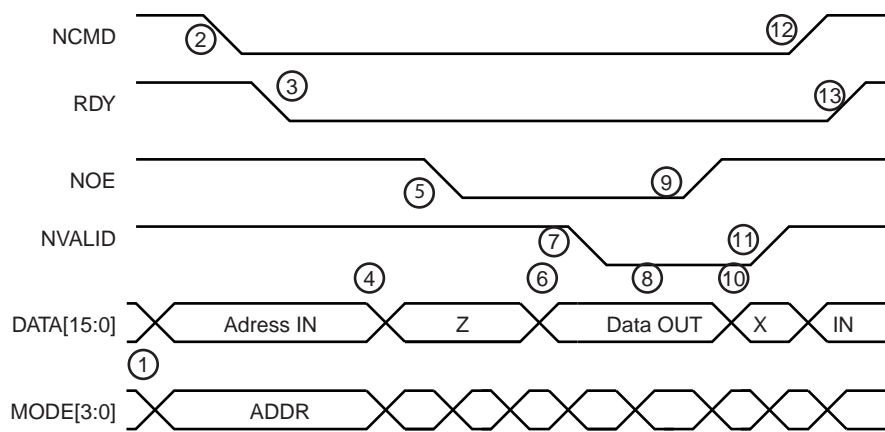 NCMD 2 12
RDY 3 13
NOE 5 9
NVALID 7 11
4 6 8 10
DATA[15:0] Adress IN Z Data OUT X IN
1
MODE[3:0] ADDR